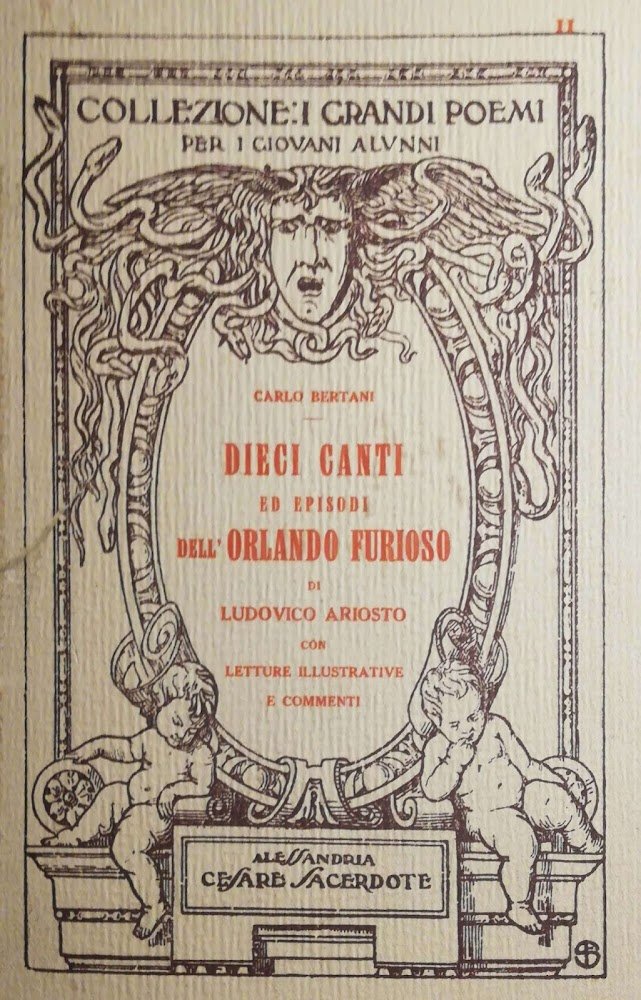 II
COLLEZIONE: I GRANDI POEMI
PER I GIOVANI ALVNNI
CARLO BERTANI
DIECI CANTI
ED EPISODI
DELL' ORLANDO FURIOSO
DI
LUDOVICO ARIOSTO
CON
LETTURE ILLUSTRATIVE
E COMMENTI
ALESSANDRIA
CESARE SACERDOTE